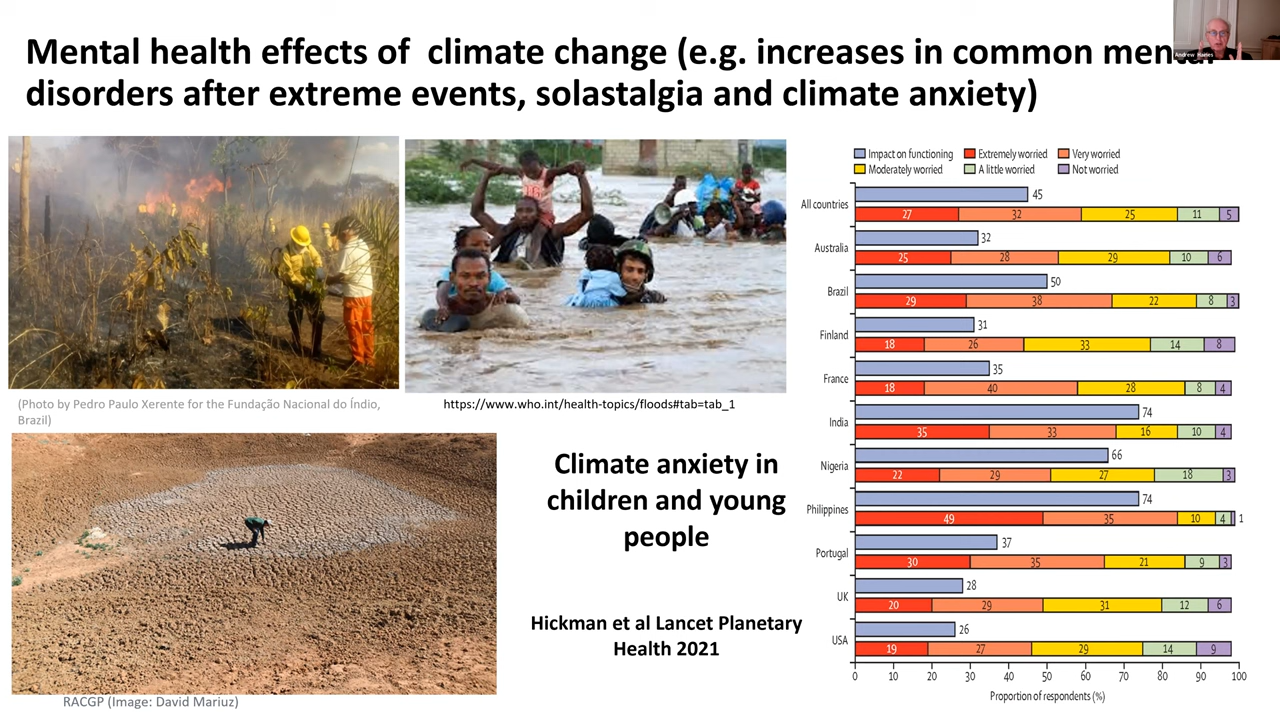 Mental health effects of climate change (e.g. increases in common mental
disorders after extreme events, solastalgia and climate anxiety)
Andrew Haines
(Photo by Pedro Paulo Xerente for the Fundação Nacional do Índio,
Brazil)
https://www.who.int/health-topics/floods#tab=tab_1
RACGP (Image: David Mariuz)
Climate anxiety in
children and young
people
Hickman et al Lancet Planetary
Health 2021
Impact on functioning Extremely worried Very worried
Moderately worried A little worried Not worried
All countries 45
27 32 25 11 5
Australia 32
25 28 29 10 6
Brazil 50
29 38 22 8 3
Finland 31
18 26 33 14 8
France 35
18 40 28 8 4
India 74
35 33 16 10 4
Nigeria 66
22 29 27 18 3
Philippines 74
49 35 10 4 1
Portugal 37
30 35 21 9 3
UK 28
20 29 31 12 6
USA 26
19 27 29 14 9
0 10 20 30 40 50 60 70 80 90 100
Proportion of respondents (%)